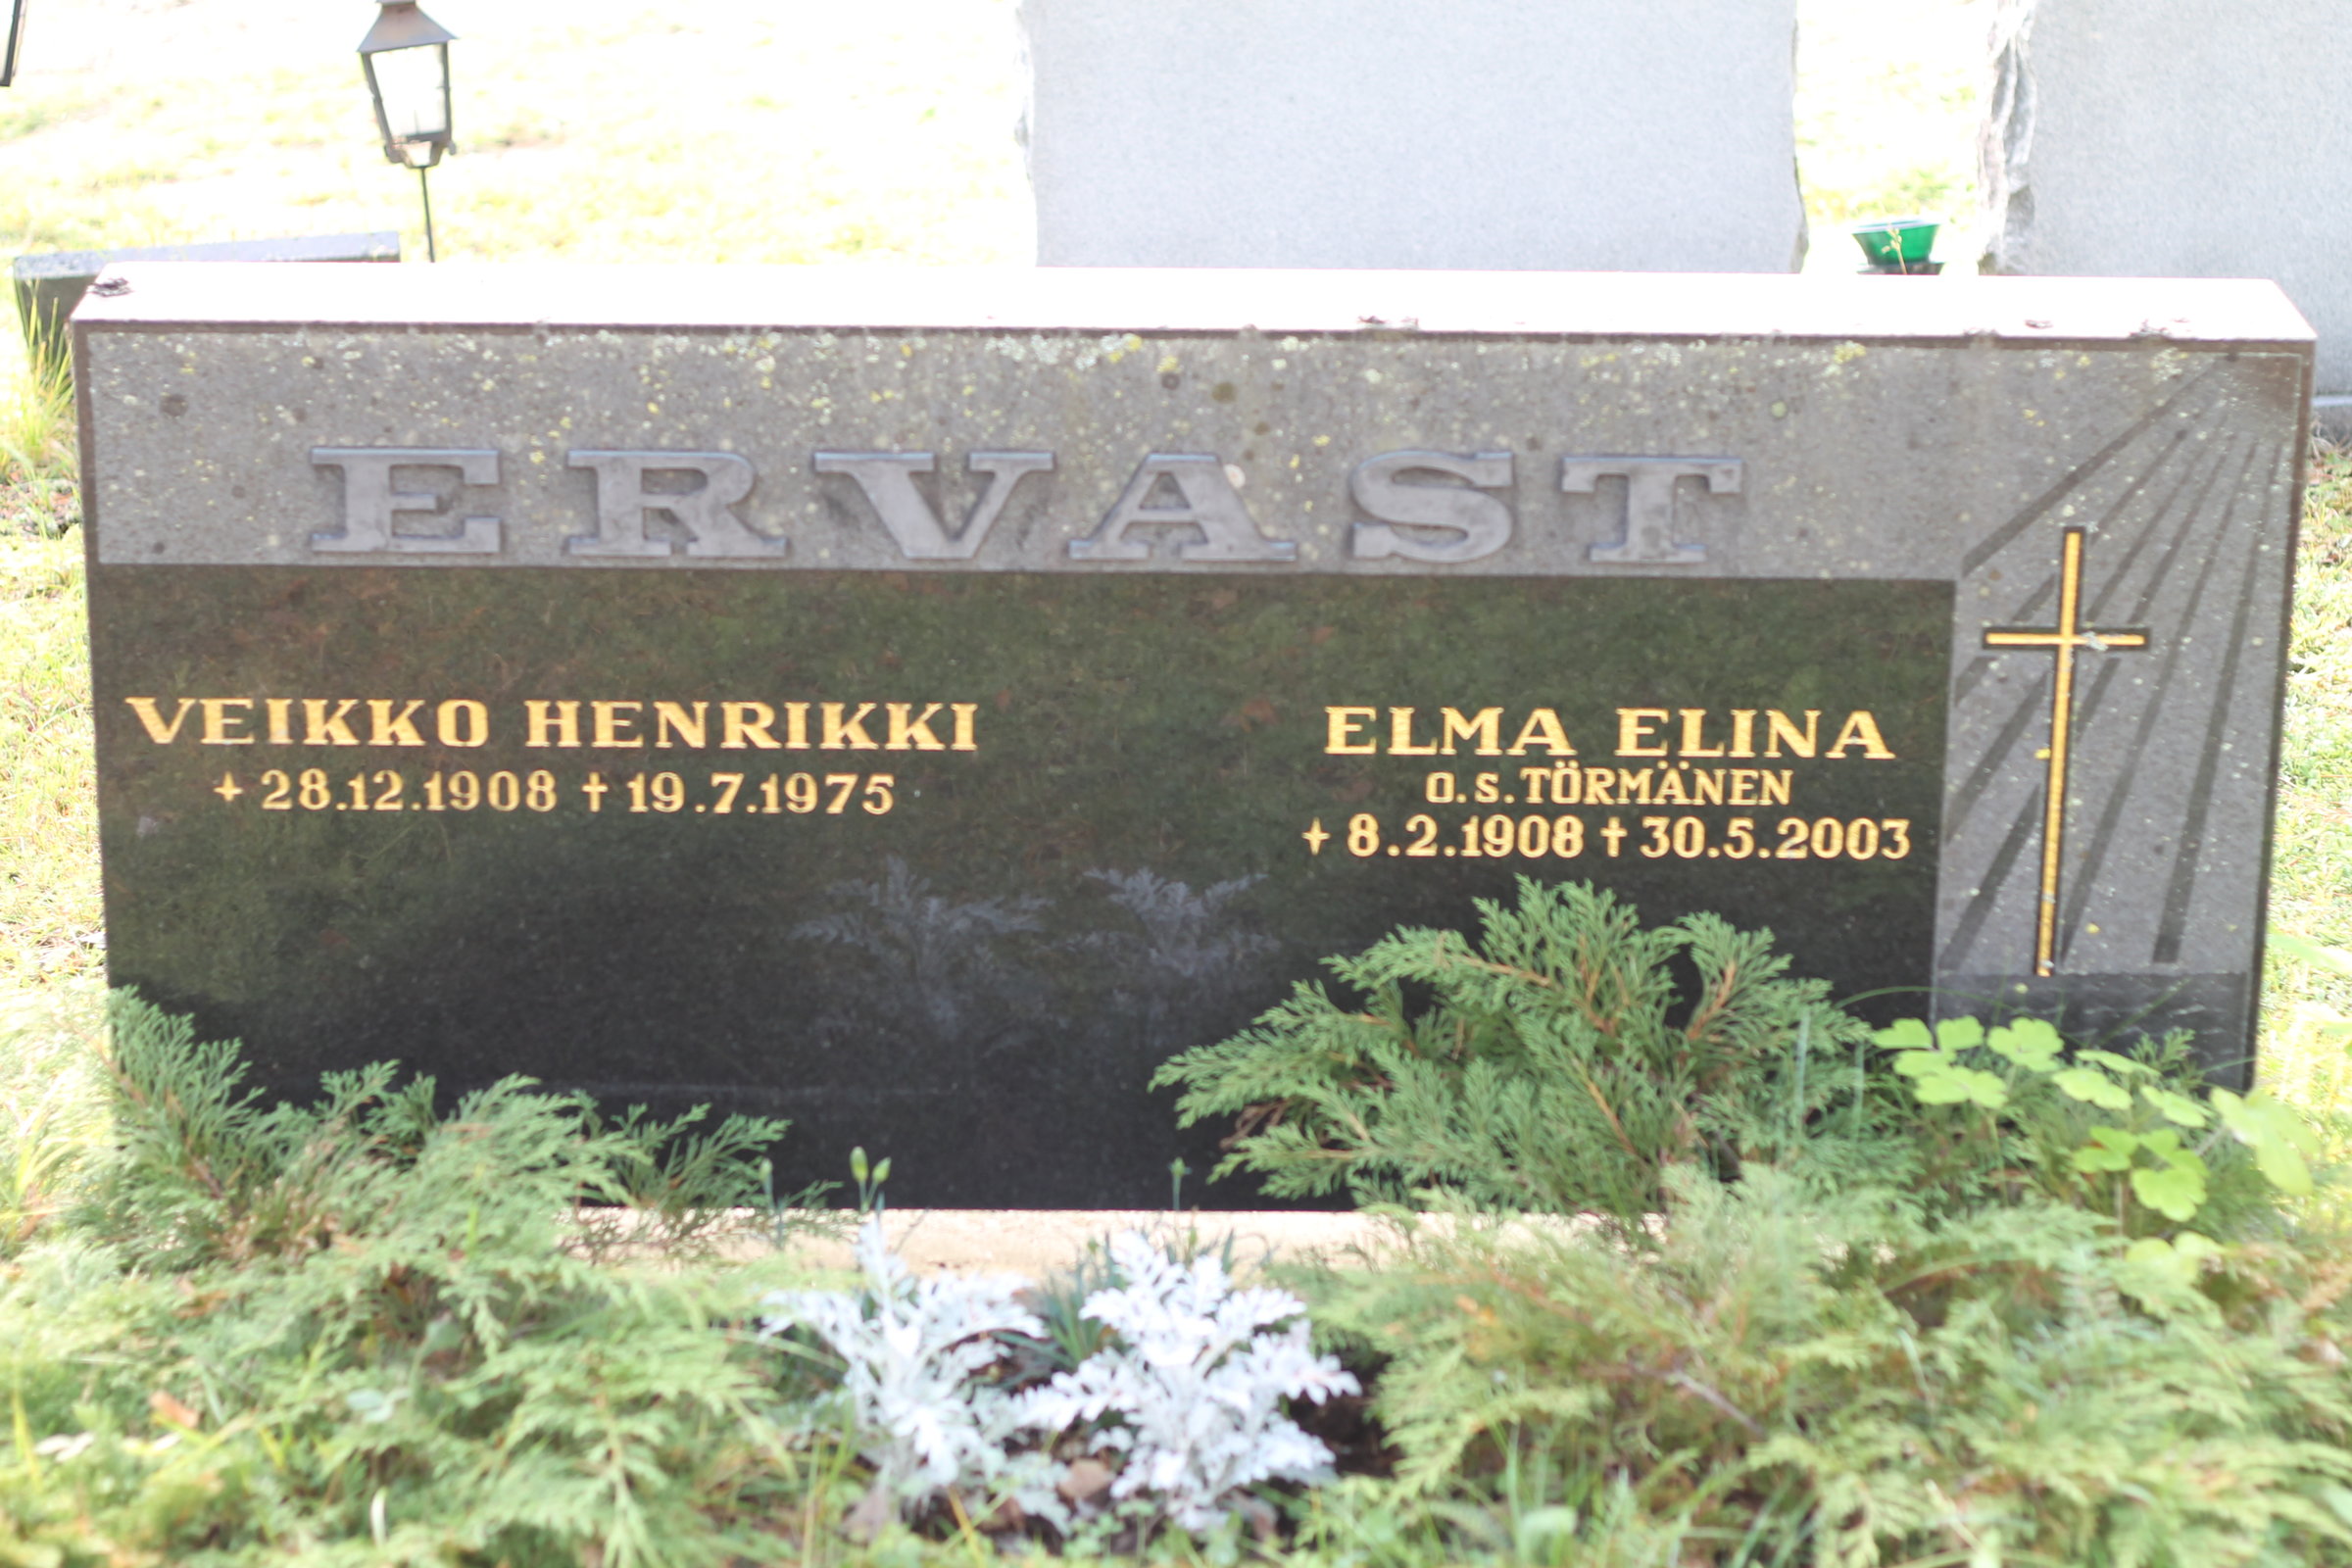 ERVAST
VEIKKO HENRIKKI
+ 28.12.1908 † 19.7.1975
ELMA ELINA
O.S. TÖRMÄNEN
+ 8.2.1908 † 30.5.2003